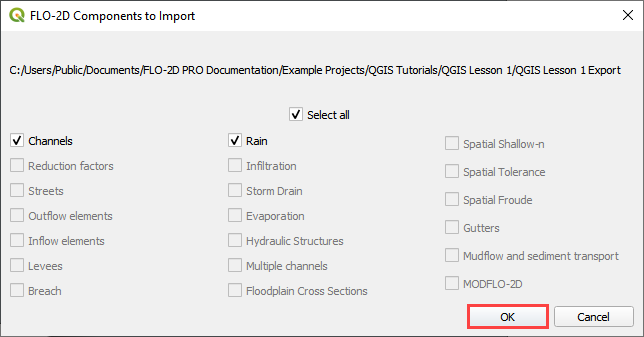 FLO-2D Components to Import
C:/Users/Public/Documents/FLO-2D PRO Documentation/Example Projects/QGIS Tutorials/QGIS Lesson 1/QGIS Lesson 1 Export
Select all
Channels
Reduction factors
Streets
Outflow elements
Inflow elements
Levees
Breach
Rain
Infiltration
Storm Drain
Evaporation
Hydraulic Structures
Multiple channels
Floodplain Cross Sections
Spatial Shallow-n
Spatial Tolerance
Spatial Froude
Gutters
Mudflow and sediment transport
MODFLO-2D
OK
Cancel